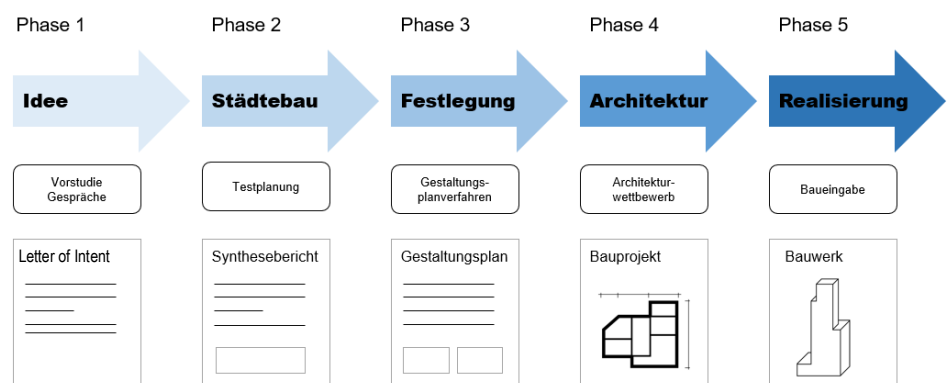 Phase 1
Phase 2
Phase 3
Phase 4
Phase 5
Idee
Städtebau
Festlegung
Architektur
Realisierung
Vorstudie
Gespräche
Testplanung
Gestaltungs-
planverfahren
Architektur-
wettbewerb
Baueingabe
Letter of Intent
Synthesebericht
Gestaltungsplan
Bauprojekt
Bauwerk